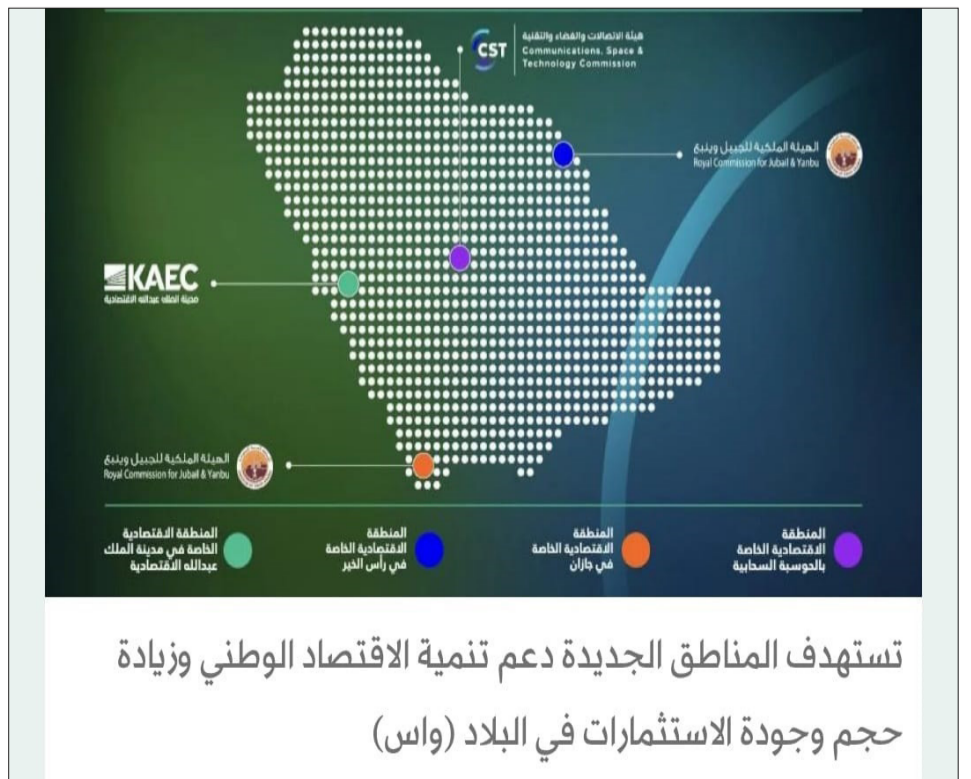 هيئة الاتصالات والفضاء والتقنية
CST
Communications, Space &
Technology Commission
الهيئة الملكية للجبيل وينبع
Royal Commission for Jubail & Yanbu
KAEC
مدينة الملك عبدالله الاقتصادية
الهيئة الملكية للجبيل وينبع
Royal Commission for Jubail & Yanbu
المنطقة
الاقتصادية الخاصة
بالحوسبة السحابية
المنطقة
الاقتصادية الخاصة
في جازان
المنطقة
الاقتصادية الخاصة
في رأس الخير
المنطقة الاقتصادية
الخاصة في مدينة الملك
عبدالله الاقتصادية
تستهدف المناطق الجديدة دعم تنمية الاقتصاد الوطني وزيادة
حجم وجودة الاستثمارات في البلاد (واس)